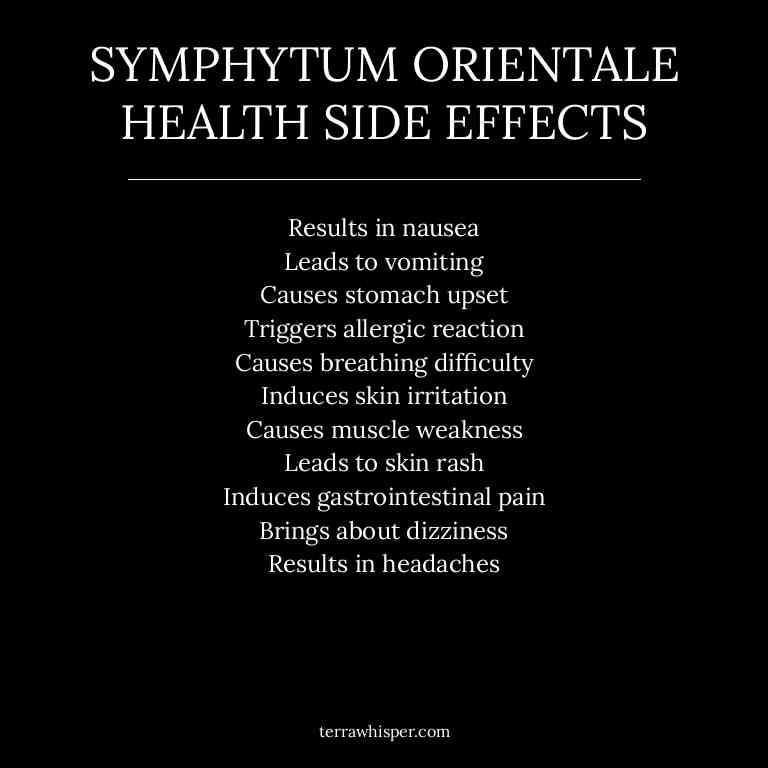 SYMPHYTUM ORIENTALE
HEALTH SIDE EFFECTS
Results in nausea
Leads to vomiting
Causes stomach upset
Triggers allergic reaction
Causes breathing difficulty
Induces skin irritation
Causes muscle weakness
Leads to skin rash
Induces gastrointestinal pain
Brings about dizziness
Results in headaches
terrawhisper.com